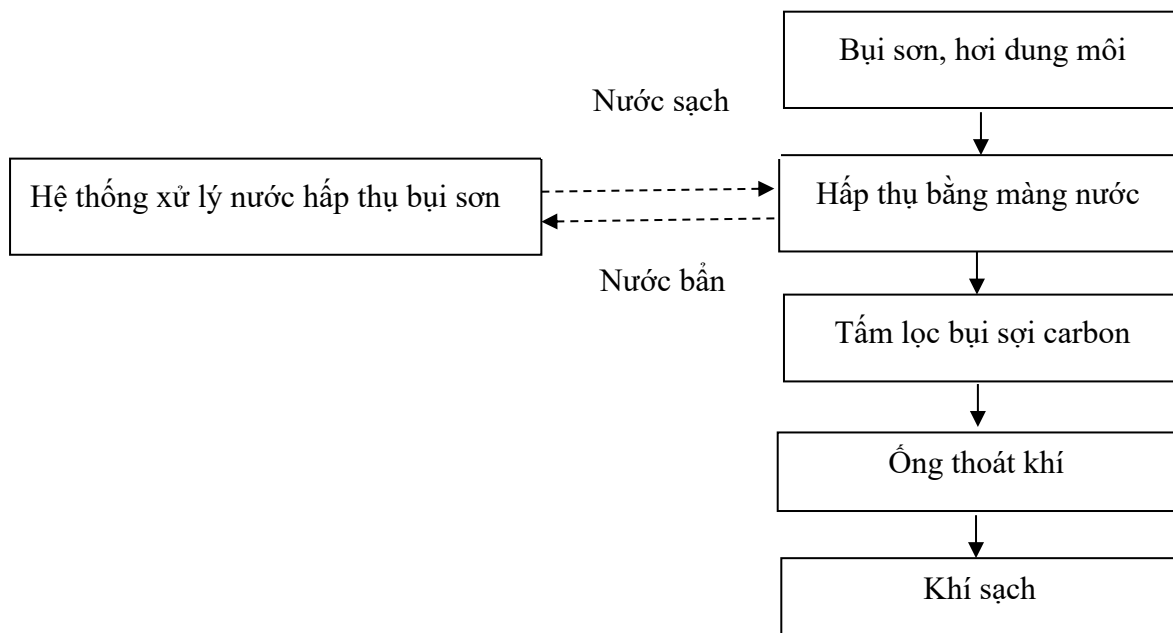 Bụi sơn, hơi dung môi
Nước sạch
Hệ thống xử lý nước hấp thụ bụi sơn
Hấp thụ bằng màng nước
Nước bẩn
Tấm lọc bụi sợi carbon
Ống thoát khí
Khí sạch